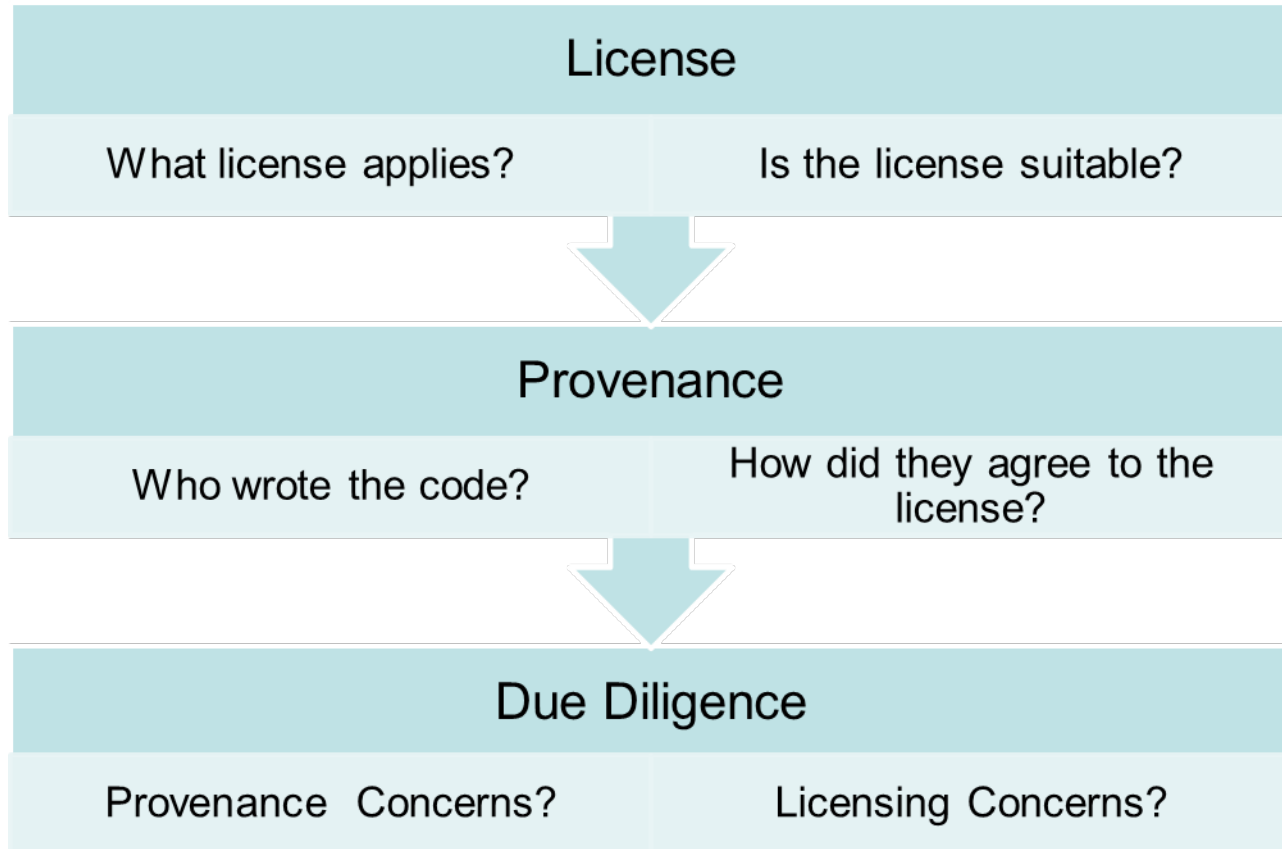 License
What license applies?
Is the license suitable?
Provenance
Who wrote the code?
How did they agree to the
license?
Due Diligence
Provenance Concerns?
Licensing Concerns?